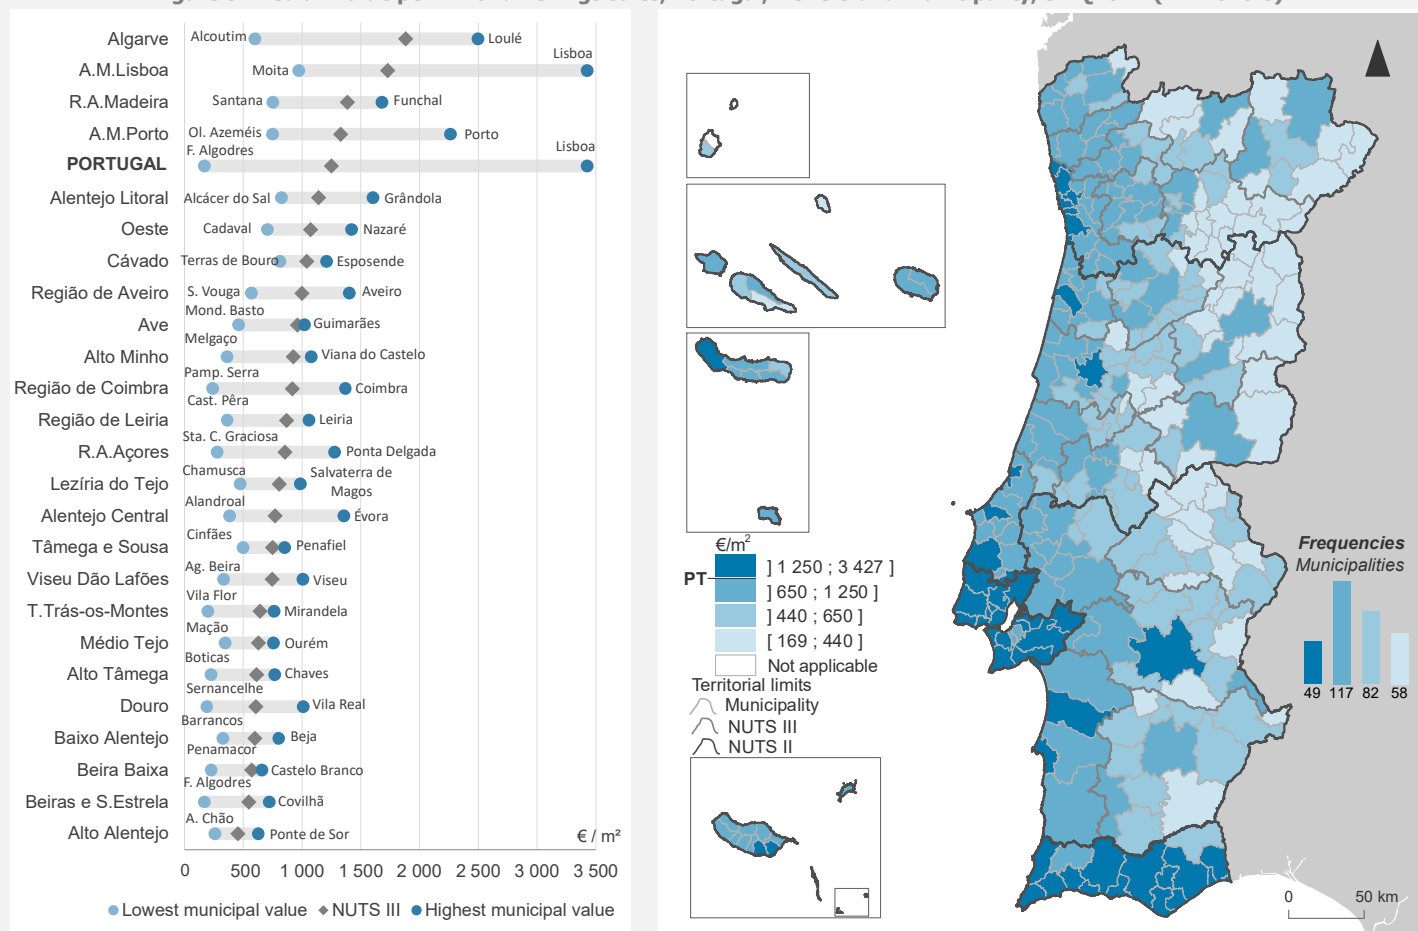 Algarve
Alcoutim
Loulé
A.M.Lisboa
Moita
Lisboa
R.A.Madeira
Santana
Funchal
A.M.Porto
Ol. Azeméis
Porto
PORTUGAL
F. Algodres
Lisboa
Alentejo Litoral
Alcácer do Sal
Grândola
Oeste
Cadaval
Nazaré
Cávado
Terras de Bouro
Esposende
Região de Aveiro
S. Vouga
Aveiro
Ave
Mond. Basto
Guimarães
Alto Minho
Melgaço
Viana do Castelo
Região de Coimbra
Pamp. Serra
Coimbra
Região de Leiria
Cast. Pêra
Leiria
R.A.Açores
Sta. C. Graciosa
Ponta Delgada
Lezíria do Tejo
Chamusca
Salvaterra de
Magos
Alentejo Central
Alandroal
Évora
Tâmega e Sousa
Cinfães
Penafiel
Viseu Dão Lafões
Ag. Beira
Viseu
T.Trás-os-Montes
Vila Flor
Mirandela
Médio Tejo
Mação
Ourém
Alto Tâmega
Boticas
Chaves
Douro
Sernancelhe
Vila Real
Baixo Alentejo
Barrancos
Beja
Beira Baixa
Penamacor
Castelo Branco
Beiras e S.Estrela
F. Algodres
Covilhã
Alto Alentejo
A. Chão
Ponte de Sor
€ / m²
0 500 1 000 1 500 2 000 2 500 3 000 3 500
Lowest municipal value NUTS III Highest municipal value
€/m²
PT
] 1 250 ; 3 427 ]
] 650 ; 1 250 ]
] 440 ; 650 ]
[ 169 ; 440 ]
Not applicable
Territorial limits
Municipality
NUTS III
NUTS II
Frequencies
Municipalities
49 117 82 58
0 50 km